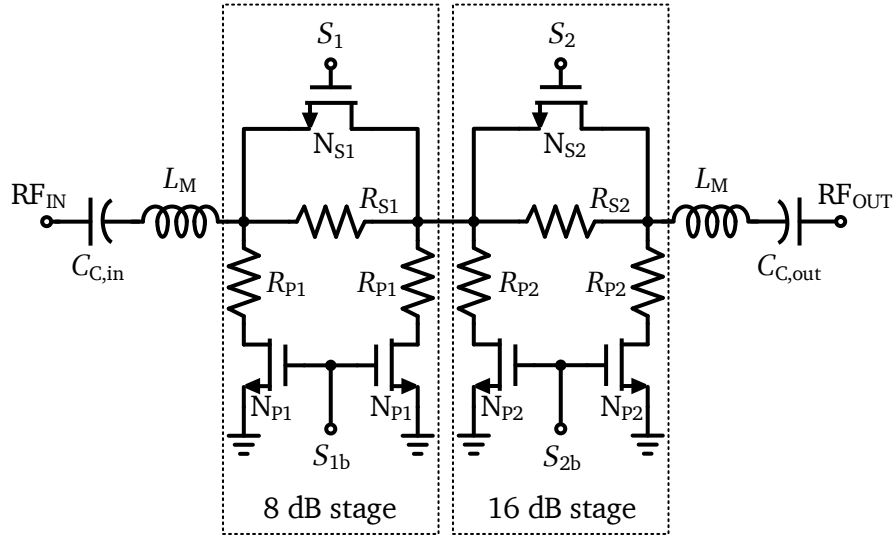 S1 S2
NS1 NS2
RFIN LM RS1 RS2 LM RFOUT
CC,in RP1 RP1 RP2 RP2 CC,out
NP1 NP1 NP2 NP2
S1b S2b
8 dB stage 16 dB stage